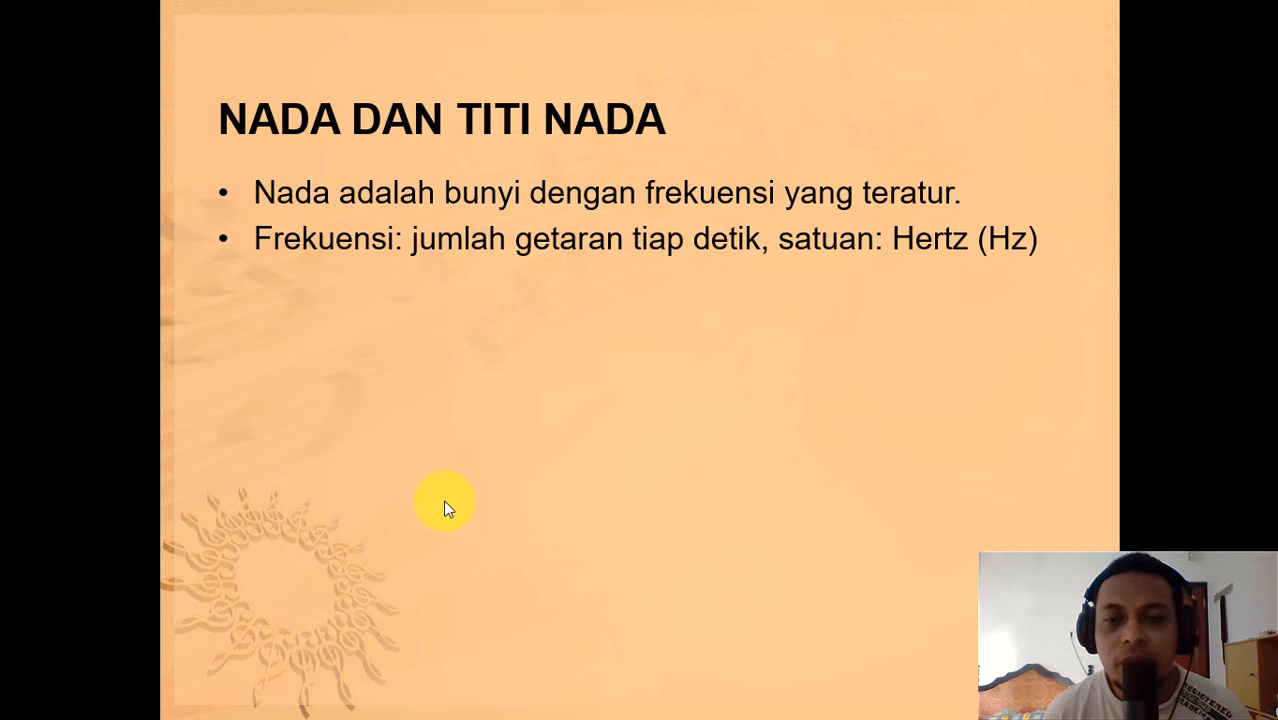 NADA DAN TITI NADA
• Nada adalah bunyi dengan frekuensi yang teratur.
• Frekuensi: jumlah getaran tiap detik, satuan: Hertz (Hz)
REGISTERED